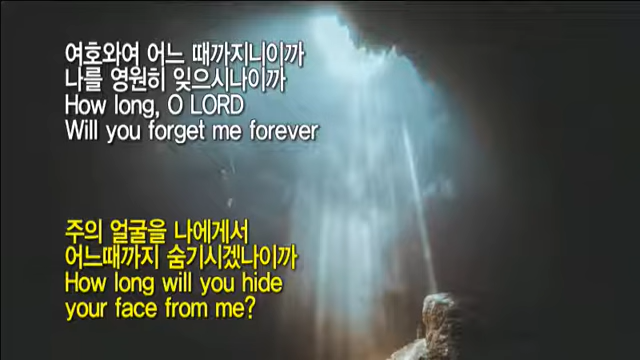 여호와여 어느 때까지니이까
나를 영원히 잊으시나이까
How long, O LORD
Will you forget me forever
주의 얼굴을 나에게서
어느때까지 숨기시겠나이까
How long will you hide
your face from me?